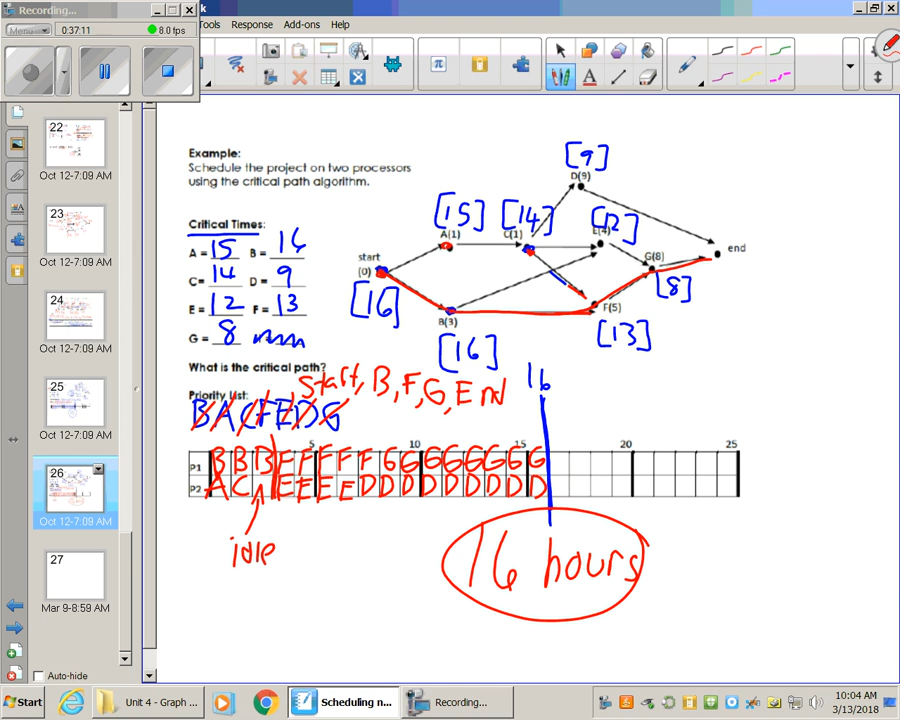 Recording...
Menu
0:37:11
8.0 fps
Tools Response Add-ons Help
22
Oct 12-7:09 AM
23
Oct 12-7:09 AM
24
Oct 12-7:09 AM
25
Oct 12-7:09 AM
26
Oct 12-7:09 AM
27
Mar 9-8:59 AM
Auto-hide
Example:
Schedule the project on two processors
using the critical path algorithm.
Critical Times:
A = 15 B = 16
C= 14 D = 9
E = 12 F = 13
G = 8
[9]
D(9)
[15] [14] [12]
A(1) C(1) E(4)
start
(0)
[16]
G(8)
end
[8]
B(3)
F(5)
[16]
[13]
What is the critical path?
Start, B, F, G, End
Priority List:
B A C F E D G
16
5 10 15 20 25
P1 B B B F F F F F G G G G G G G G
P2 A C E E E E D D D D D D D D D
idle
16 hours
Start
Unit 4 - Graph ...
Scheduling n...
Recording...
10:04 AM
3/13/2018